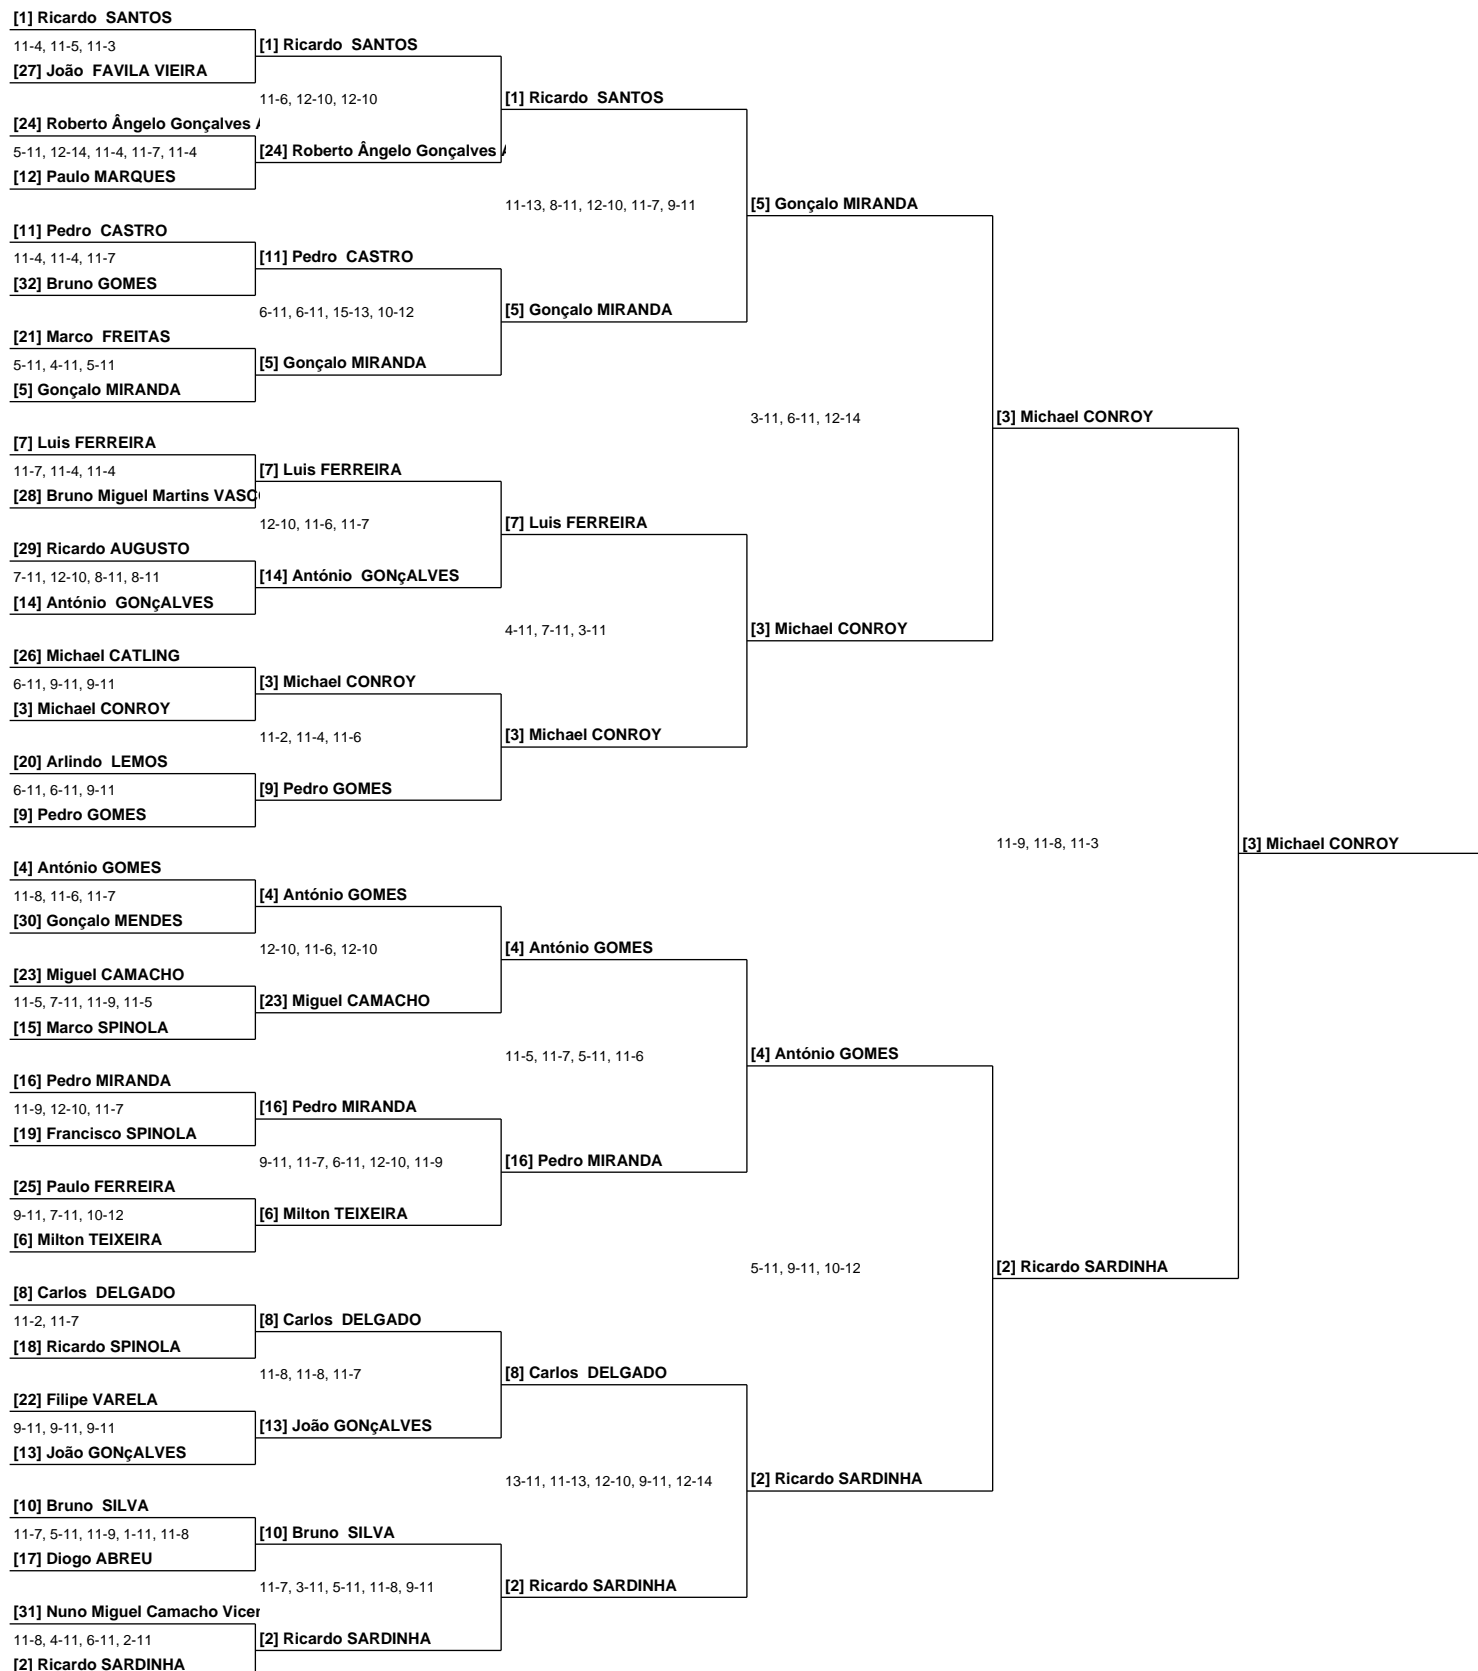 [1] Ricardo SANTOS
11-4, 11-5, 11-3
[1] Ricardo SANTOS
[27] João FAVILA VIEIRA
11-6, 12-10, 12-10
[1] Ricardo SANTOS
[24] Roberto Ângelo Gonçalves
5-11, 12-14, 11-4, 11-7, 11-4
[24] Roberto Ângelo Gonçalves
[12] Paulo MARQUES
11-13, 8-11, 12-10, 11-7, 9-11
[5] Gonçalo MIRANDA
[11] Pedro CASTRO
11-4, 11-4, 11-7
[11] Pedro CASTRO
[32] Bruno GOMES
6-11, 6-11, 15-13, 10-12
[5] Gonçalo MIRANDA
[21] Marco FREITAS
5-11, 4-11, 5-11
[5] Gonçalo MIRANDA
[5] Gonçalo MIRANDA
3-11, 6-11, 12-14
[3] Michael CONROY
[7] Luis FERREIRA
11-7, 11-4, 11-4
[7] Luis FERREIRA
[28] Bruno Miguel Martins
12-10, 11-6, 11-7
[7] Luis FERREIRA
[29] Ricardo AUGUSTO
7-11, 12-10, 8-11, 8-11
[14] António GONçALVES
[14] António GONçALVES
4-11, 7-11, 3-11
[3] Michael CONROY
[26] Michael CATLING
6-11, 9-11, 9-11
[3] Michael CONROY
[3] Michael CONROY
11-2, 11-4, 11-6
[3] Michael CONROY
[20] Arlindo LEMOS
6-11, 6-11, 9-11
[9] Pedro GOMES
[9] Pedro GOMES
11-9, 11-8, 11-3
[3] Michael CONROY
[4] António GOMES
11-8, 11-6, 11-7
[4] António GOMES
[30] Gonçalo MENDES
12-10, 11-6, 12-10
[4] António GOMES
[23] Miguel CAMACHO
11-5, 7-11, 11-9, 11-5
[23] Miguel CAMACHO
[15] Marco SPINOLA
11-5, 11-7, 5-11, 11-6
[4] António GOMES
[16] Pedro MIRANDA
11-9, 12-10, 11-7
[16] Pedro MIRANDA
[19] Francisco SPINOLA
9-11, 11-7, 6-11, 12-10, 11-9
[16] Pedro MIRANDA
[25] Paulo FERREIRA
9-11, 7-11, 10-12
[6] Milton TEIXEIRA
[6] Milton TEIXEIRA
5-11, 9-11, 10-12
[2] Ricardo SARDINHA
[8] Carlos DELGADO
11-2, 11-7
[8] Carlos DELGADO
[18] Ricardo SPINOLA
11-8, 11-8, 11-7
[8] Carlos DELGADO
[22] Filipe VARELA
9-11, 9-11, 9-11
[13] João GONçALVES
[13] João GONçALVES
13-11, 11-13, 12-10, 9-11, 12-14
[2] Ricardo SARDINHA
[10] Bruno SILVA
11-7, 5-11, 11-9, 1-11, 11-8
[10] Bruno SILVA
[17] Diogo ABREU
11-7, 3-11, 5-11, 11-8, 9-11
[2] Ricardo SARDINHA
[31] Nuno Miguel Camacho
11-8, 4-11, 6-11, 2-11
[2] Ricardo SARDINHA
[2] Ricardo SARDINHA